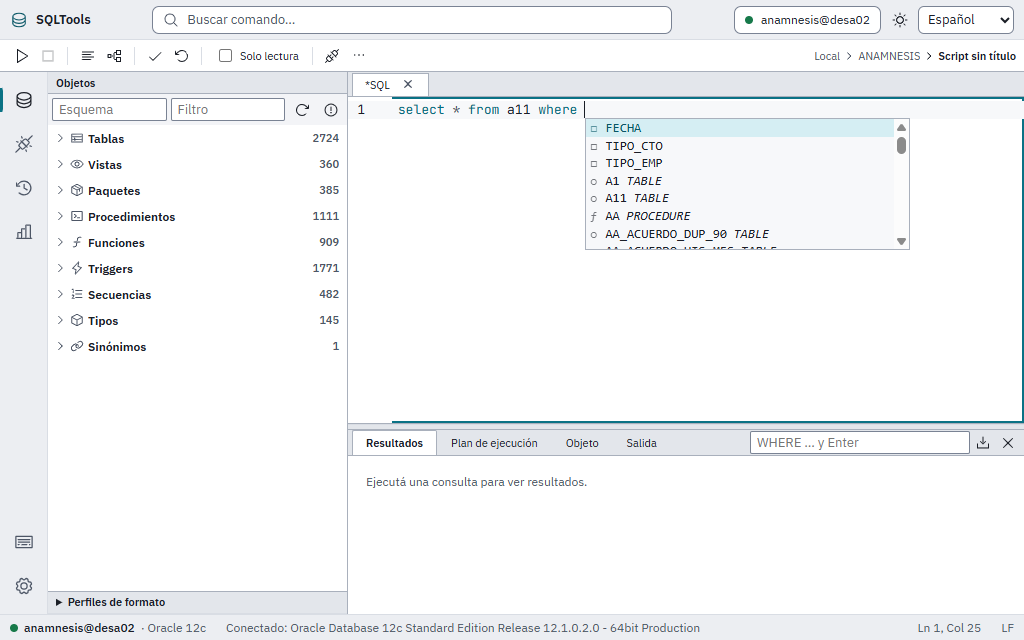 SQLTools
Buscar comando...
anamnesis@desa02
Español
Solo lectura
Local > ANAMNESIS > Script sin título
Objetos
Esquema
Filtro
Tablas 2724
Vistas 360
Paquetes 385
Procedimientos 1111
Funciones 909
Triggers 1771
Secuencias 482
Tipos 145
Sinónimos 1
Perfiles de formato
*SQL
1 select * from a11 where
FECHA
TIPO_CTO
TIPO_EMP
A1 TABLE
A11 TABLE
AA PROCEDURE
AA_ACUERDO_DUP_90 TABLE
Resultados
Plan de ejecución
Objeto
Salida
WHERE ... y Enter
Ejecutá una consulta para ver resultados.
anamnesis@desa02 · Oracle 12c
Conectado: Oracle Database 12c Standard Edition Release 12.1.0.2.0 - 64bit Production
Ln 1, Col 25
LF